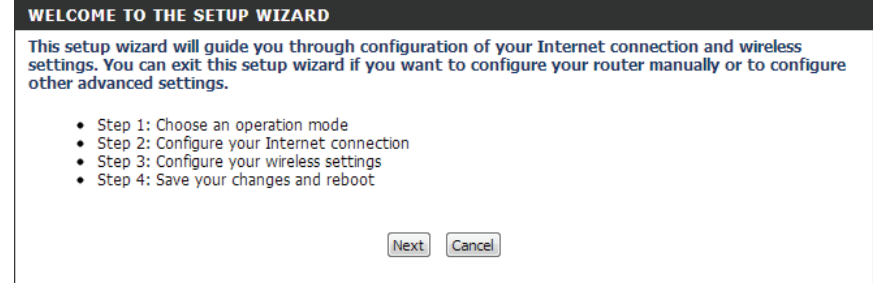 WELCOME TO THE SETUP WIZARD
This setup wizard will guide you through configuration of your Internet connection and wireless
settings. You can exit this setup wizard if you want to configure your router manually or to configure
other advanced settings.
• Step 1: Choose an operation mode
• Step 2: Configure your Internet connection
• Step 3: Configure your wireless settings
• Step 4: Save your changes and reboot
Next Cancel